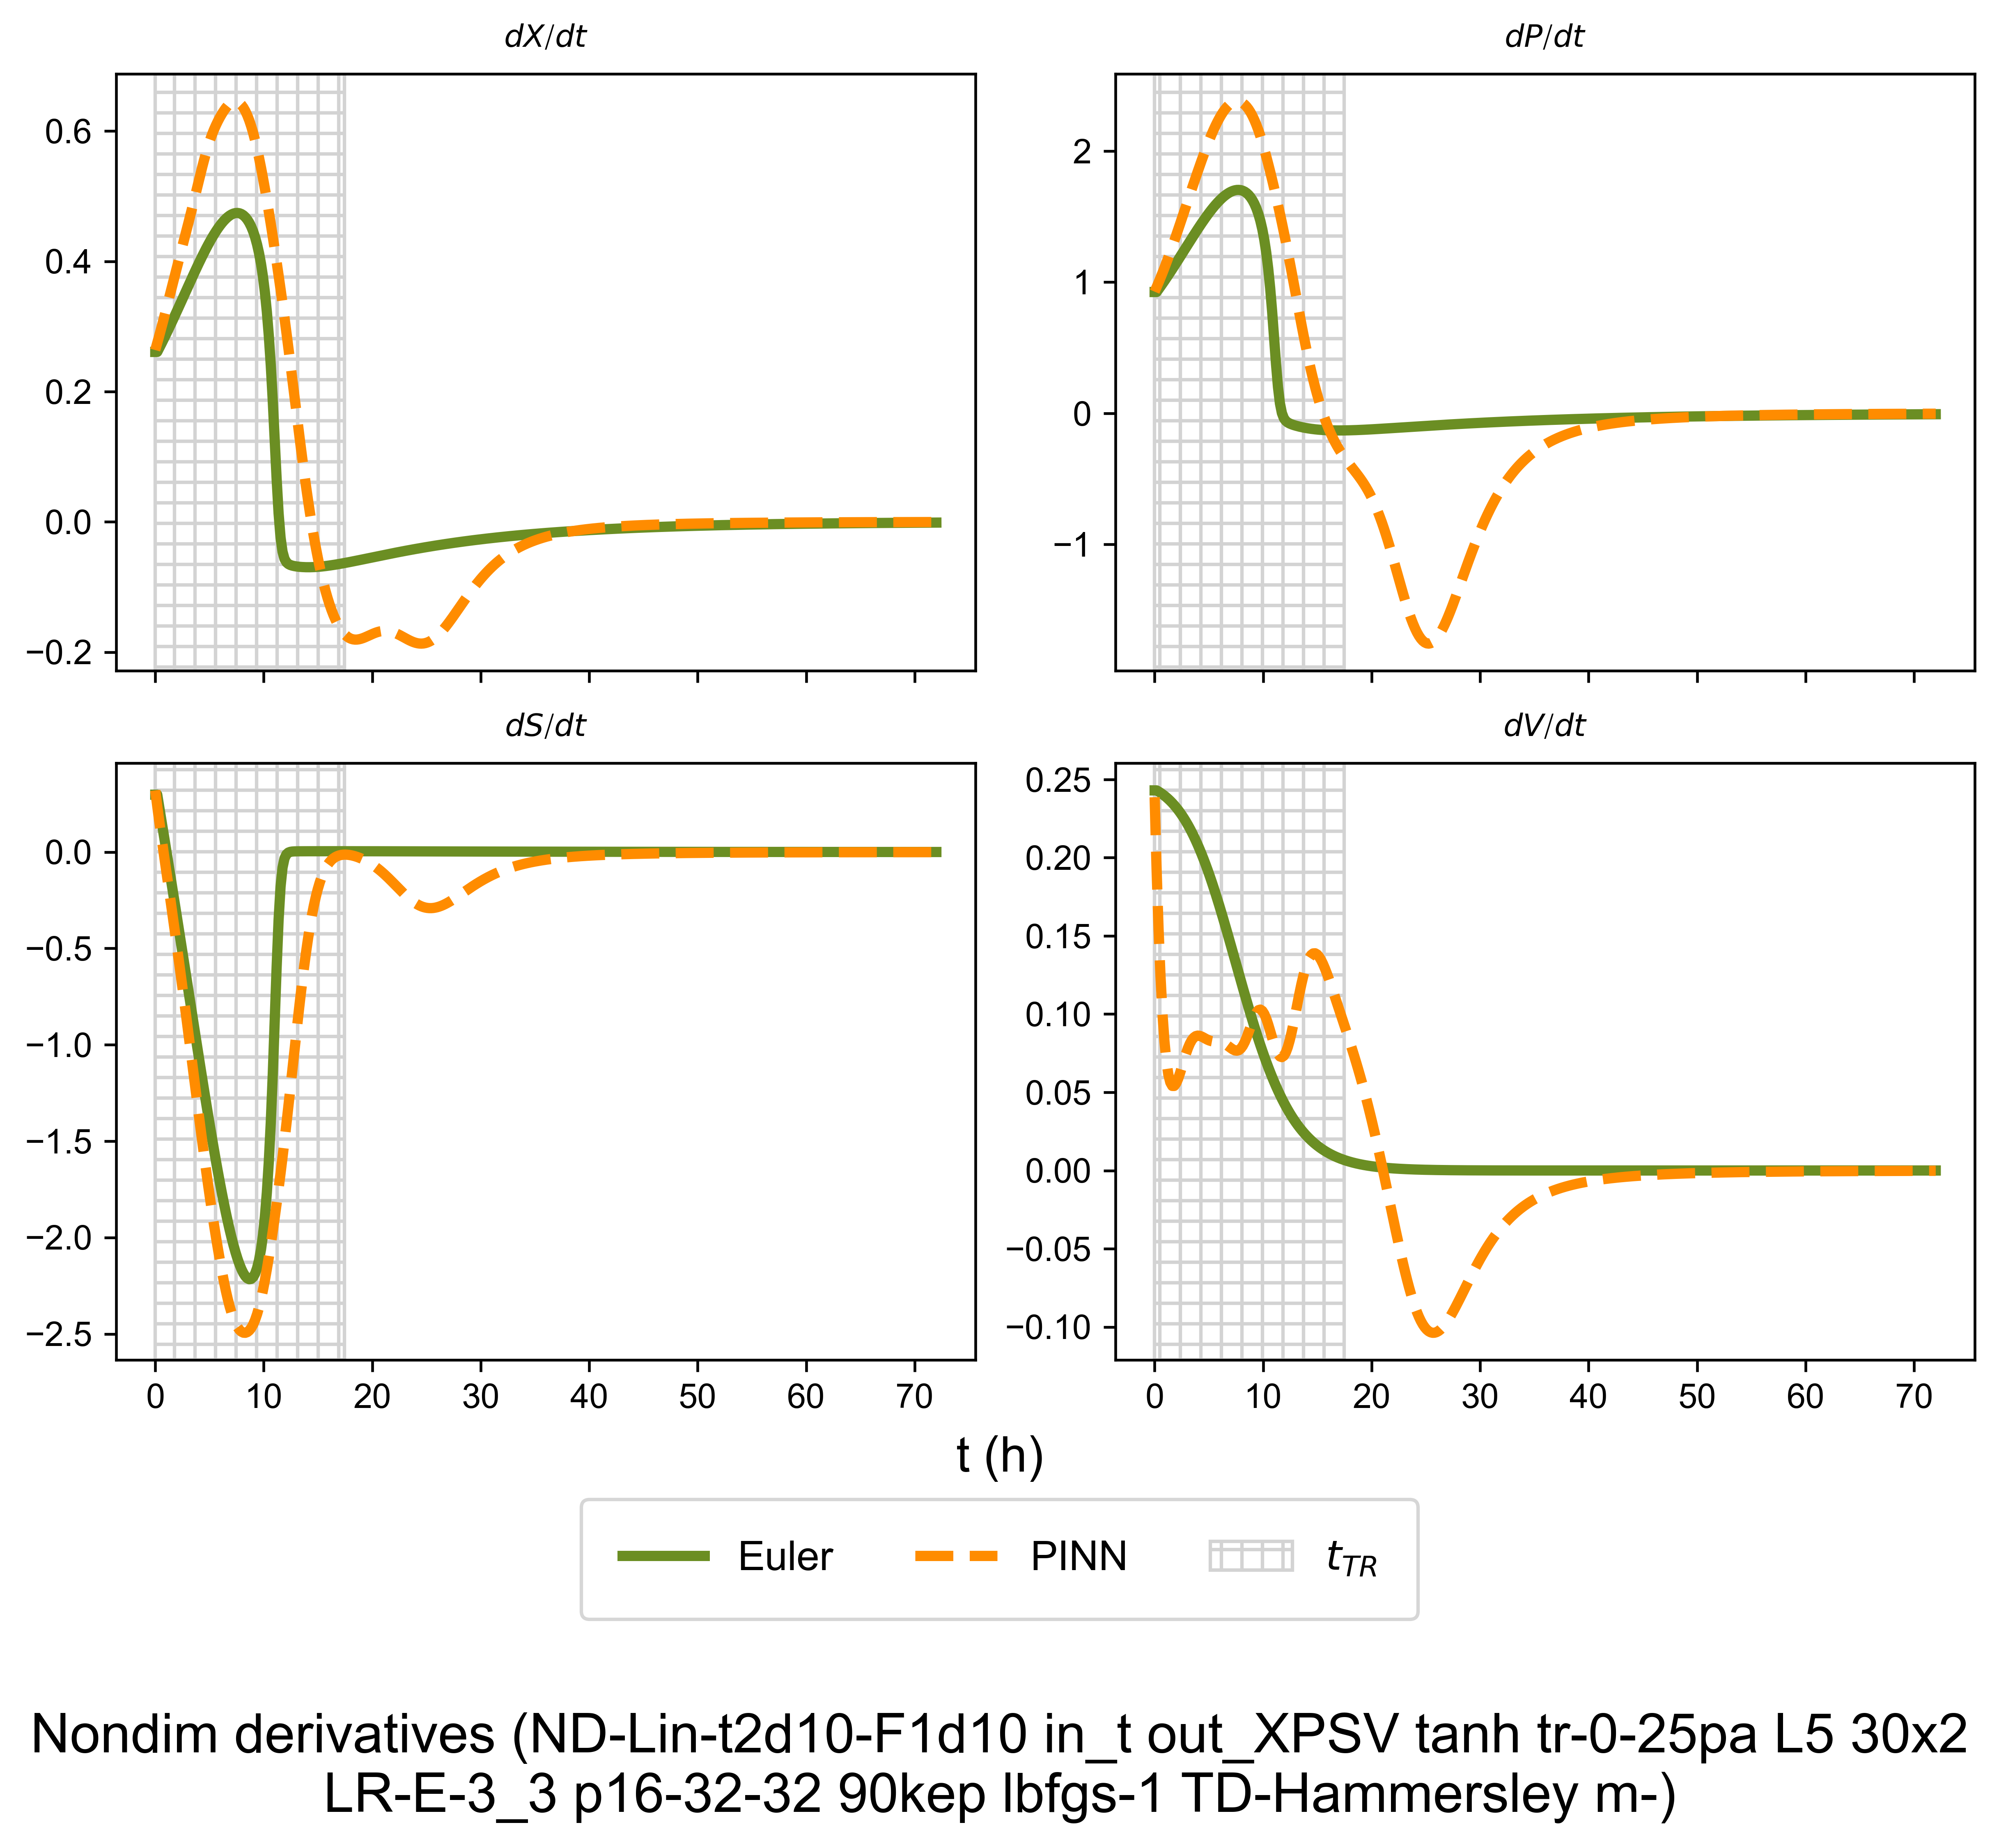 dX/dt
dP/dt
0.6
0.4
0.2
0.0
−0.2
2
1
0
−1
dS/dt
dV/dt
0.0
−0.5
−1.0
−1.5
−2.0
−2.5
0.25
0.20
0.15
0.10
0.05
0.00
−0.05
−0.10
0 10 20 30 40 50 60 70
0 10 20 30 40 50 60 70
t (h)
Euler PINN t_TR
Nondim derivatives (ND-Lin-t2d10-F1d10 in_t out_XPSV tanh tr-0-25pa L5 30x2
LR-E-3_3 p16-32-32 90kep lbfgs-1 TD-Hammersley m-)